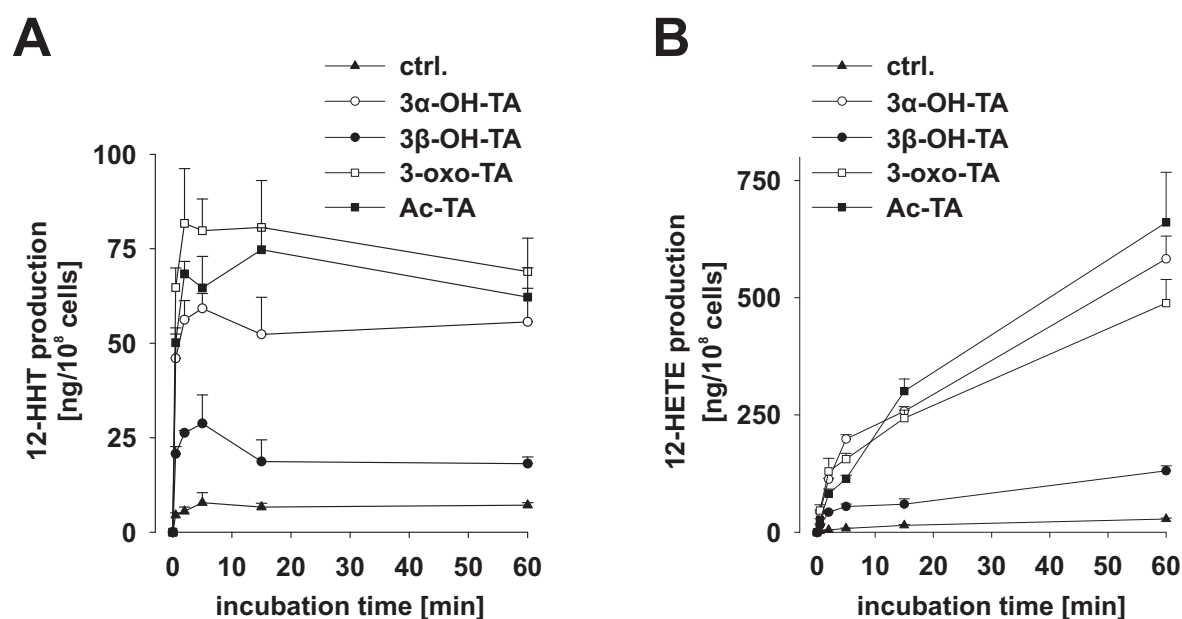 A
ctrl.
3α-OH-TA
3β-OH-TA
3-oxo-TA
Ac-TA
100
75
50
25
0
12-HHT production
[ng/10⁸ cells]
0 10 20 30 40 50 60
incubation time [min]
B
ctrl.
3α-OH-TA
3β-OH-TA
3-oxo-TA
Ac-TA
750
500
250
0
12-HETE production
[ng/10⁸ cells]
0 10 20 30 40 50 60
incubation time [min]